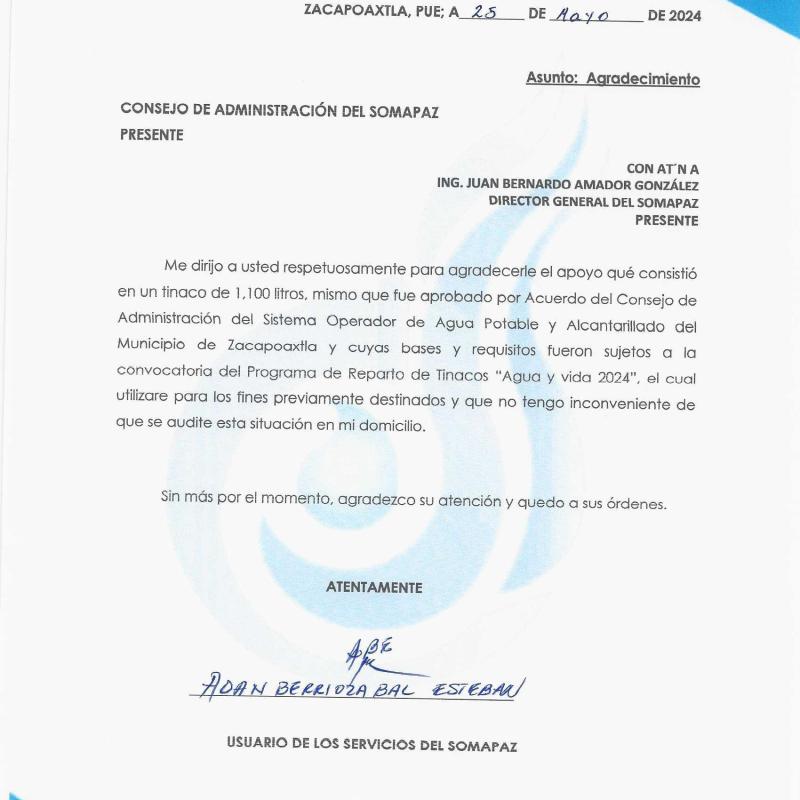 ZACAPOAXTLA, PUE; A 25 DE Mayo DE 2024
Asunto: Agradecimiento
CONSEJO DE ADMINISTRACIÓN DEL SOMAPAZ
PRESENTE
CON AT´N A
ING. JUAN BERNARDO AMADOR GONZÁLEZ
DIRECTOR GENERAL DEL SOMAPAZ
PRESENTE
Me dirijo a usted respetuosamente para agradecerle el apoyo qué consistió
en un tinaco de 1,100 litros, mismo que fue aprobado por Acuerdo del Consejo de
Administración del Sistema Operador de Agua Potable y Alcantarillado del
Municipio de Zacapoaxtla y cuyas bases y requisitos fueron sujetos a la
convocatoria del Programa de Reparto de Tinacos “Agua y vida 2024”, el cual
utilizare para los fines previamente destinados y que no tengo inconveniente de
que se audite esta situación en mi domicilio.
Sin más por el momento, agradezco su atención y quedo a sus órdenes.
ATENTAMENTE
ADAN BERRIOZABAL ESTEBAN
USUARIO DE LOS SERVICIOS DEL SOMAPAZ